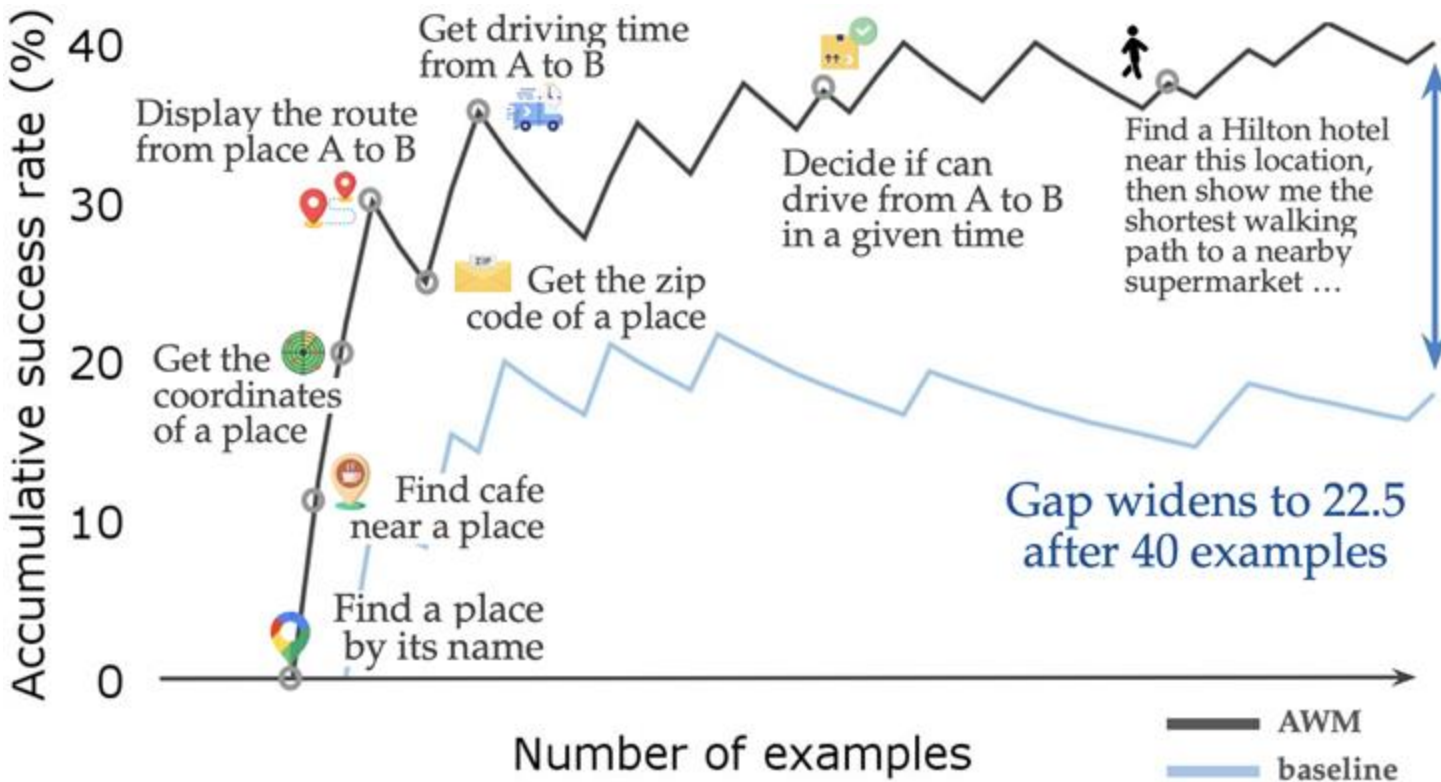 Accumulative success rate (%)
40
30
20
10
0
Get driving time
from A to B
Display the route
from place A to B
ZIP
Get the zip
code of a place
Get the
coordinates
of a place
Find cafe
near a place
Find a place
by its name
Decide if can
drive from A to B
in a given time
Find a Hilton hotel
near this location,
then show me the
shortest walking
path to a nearby
supermarket …
Gap widens to 22.5
after 40 examples
Number of examples
AWM
baseline